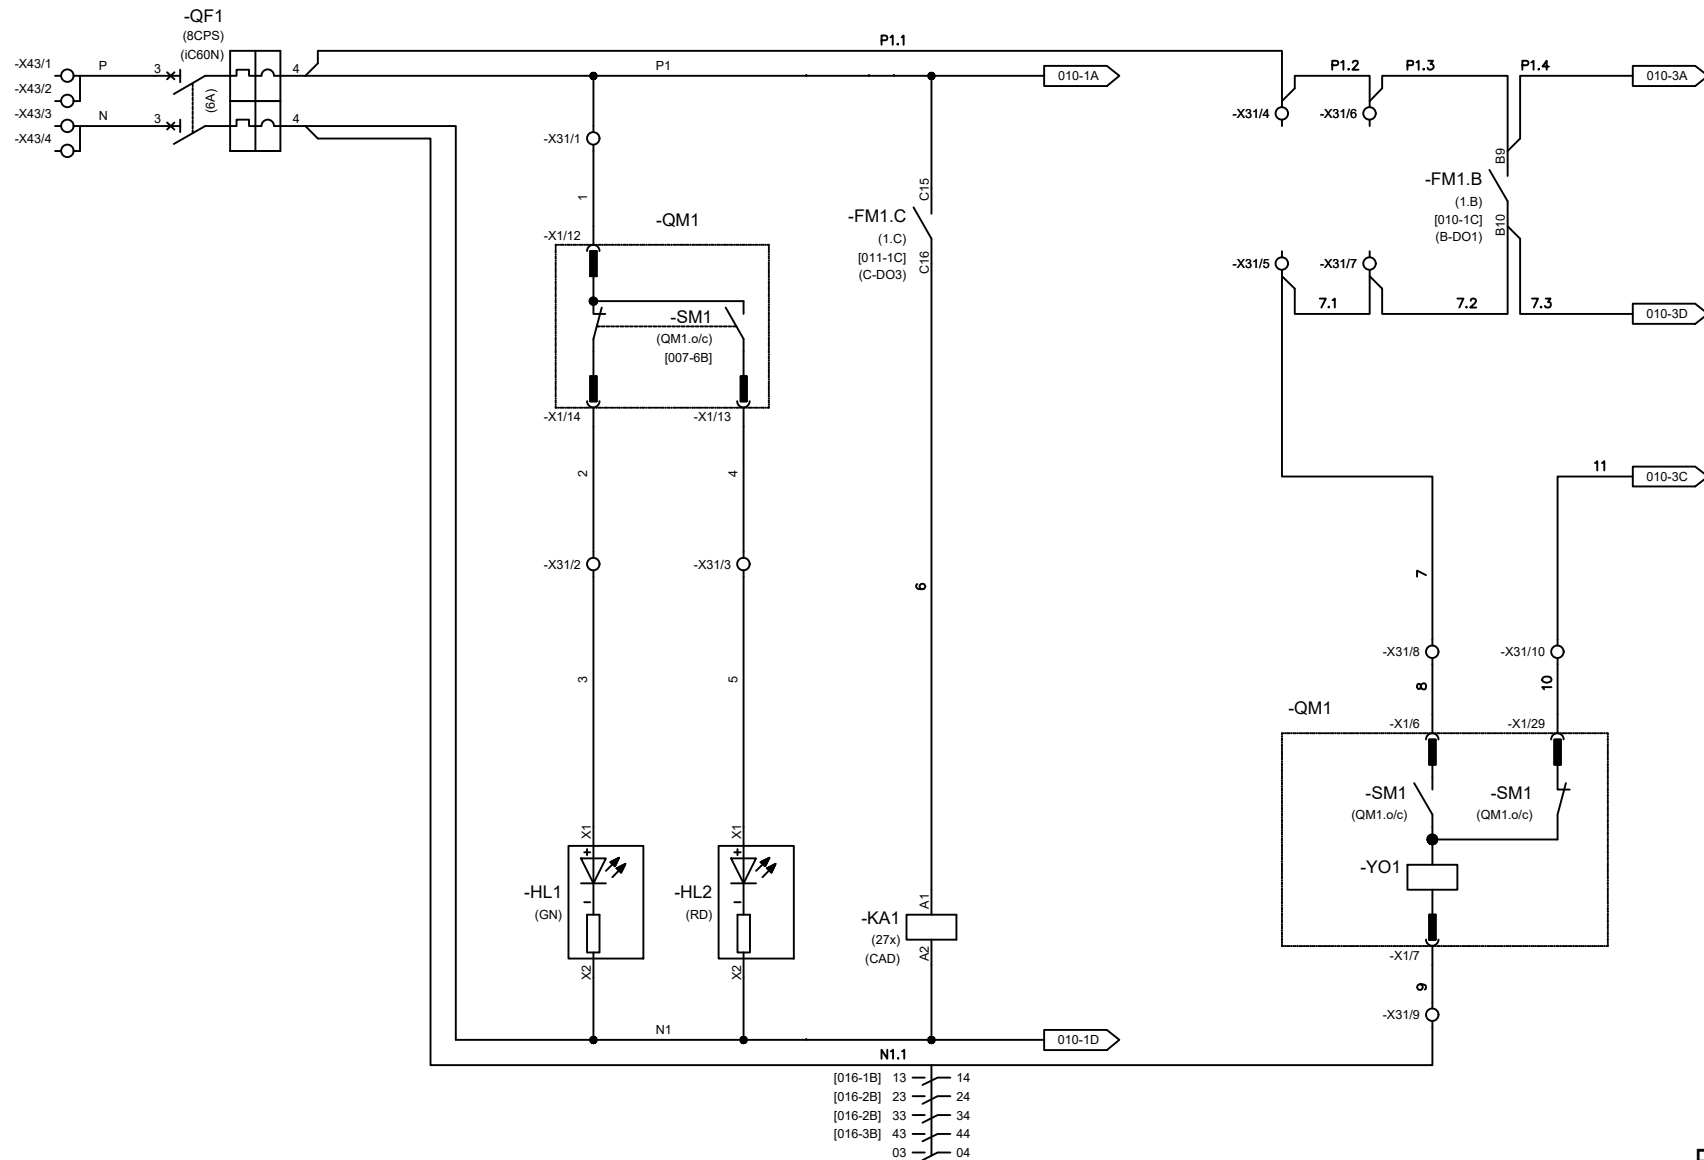 -QF1
(8CPS)
(iC60N)
P1.1
-X43/1 P 3 4 P1 010-1A P1.2 P1.3 P1.4 010-3A
-X43/2
(6A)
-X43/3 N 3 4
-X43/4
-X31/4 -X31/6
-X31/1
B9
-FM1.B
(1.B)
[010-1C]
(B-DO1)
B10
1
C15
-FM1.C
(1.C)
[011-1C]
(C-DO3)
C16
-QM1
-X1/12
-X31/5 -X31/7
7.1 7.2 7.3 010-3D
-SM1
(QM1.o/c)
[007-6B]
-X1/14 -X1/13
2 4
11 010-3C
-X31/2 -X31/3
6
7
-X31/8 -X31/10
3 5
8 10
-QM1
-X1/6 -X1/29
-SM1 -SM1
(QM1.o/c) (QM1.o/c)
X1 X1
+ +
-YO1
-HL1 -HL2
(GN) (RD)
- -
A1
-KA1
(27x)
(CAD)
A2
X2 X2
-X1/7
9
-X31/9
N1 010-1D
N1.1
[016-1B] 13 14
[016-2B] 23 24
[016-2B] 33 34
[016-3B] 43 44
03 04